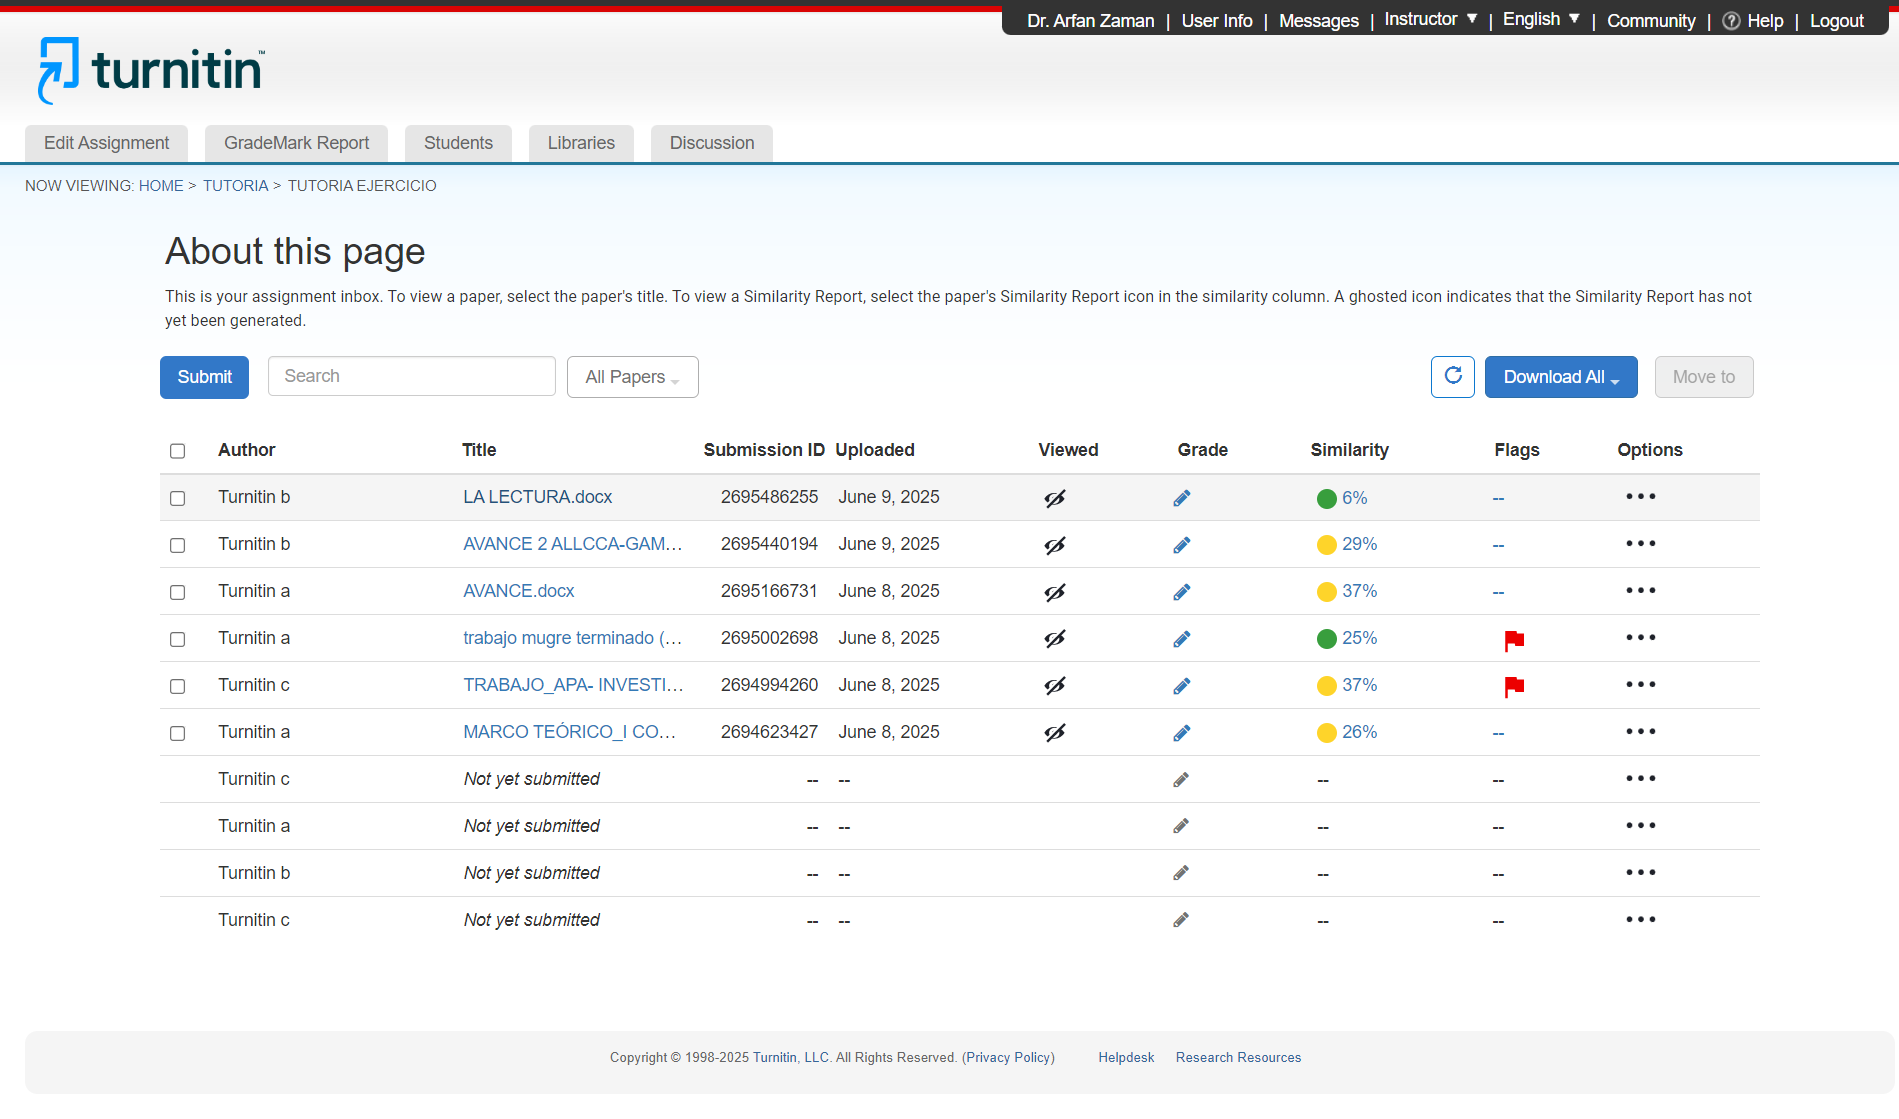 Dr. Arfan Zaman | User Info | Messages | Instructor ▼ | English ▼ | Community | ? Help | Logout
turnitin™
Edit Assignment GradeMark Report Students Libraries Discussion
NOW VIEWING: HOME > TUTORIA > TUTORIA EJERCICIO
About this page
This is your assignment inbox. To view a paper, select the paper's title. To view a Similarity Report, select the paper's Similarity Report icon in the similarity column. A ghosted icon indicates that the Similarity Report has not
yet been generated.
Submit Search All Papers Download All Move to
Author Title Submission ID Uploaded Viewed Grade Similarity Flags Options
Turnitin b LA LECTURA.docx 2695486255 June 9, 2025 6% -- •••
Turnitin b AVANCE 2 ALLCCA-GAM... 2695440194 June 9, 2025 29% -- •••
Turnitin a AVANCE.docx 2695166731 June 8, 2025 37% -- •••
Turnitin a trabajo mugre terminado (... 2695002698 June 8, 2025 25% •••
Turnitin c TRABAJO_APA- INVESTI... 2694994260 June 8, 2025 37% •••
Turnitin a MARCO TEÓRICO_I CO... 2694623427 June 8, 2025 26% -- •••
Turnitin c Not yet submitted -- -- -- -- •••
Turnitin a Not yet submitted -- -- -- -- •••
Turnitin b Not yet submitted -- -- -- -- •••
Turnitin c Not yet submitted -- -- -- -- •••
Copyright © 1998-2025 Turnitin, LLC. All Rights Reserved. (Privacy Policy) Helpdesk Research Resources